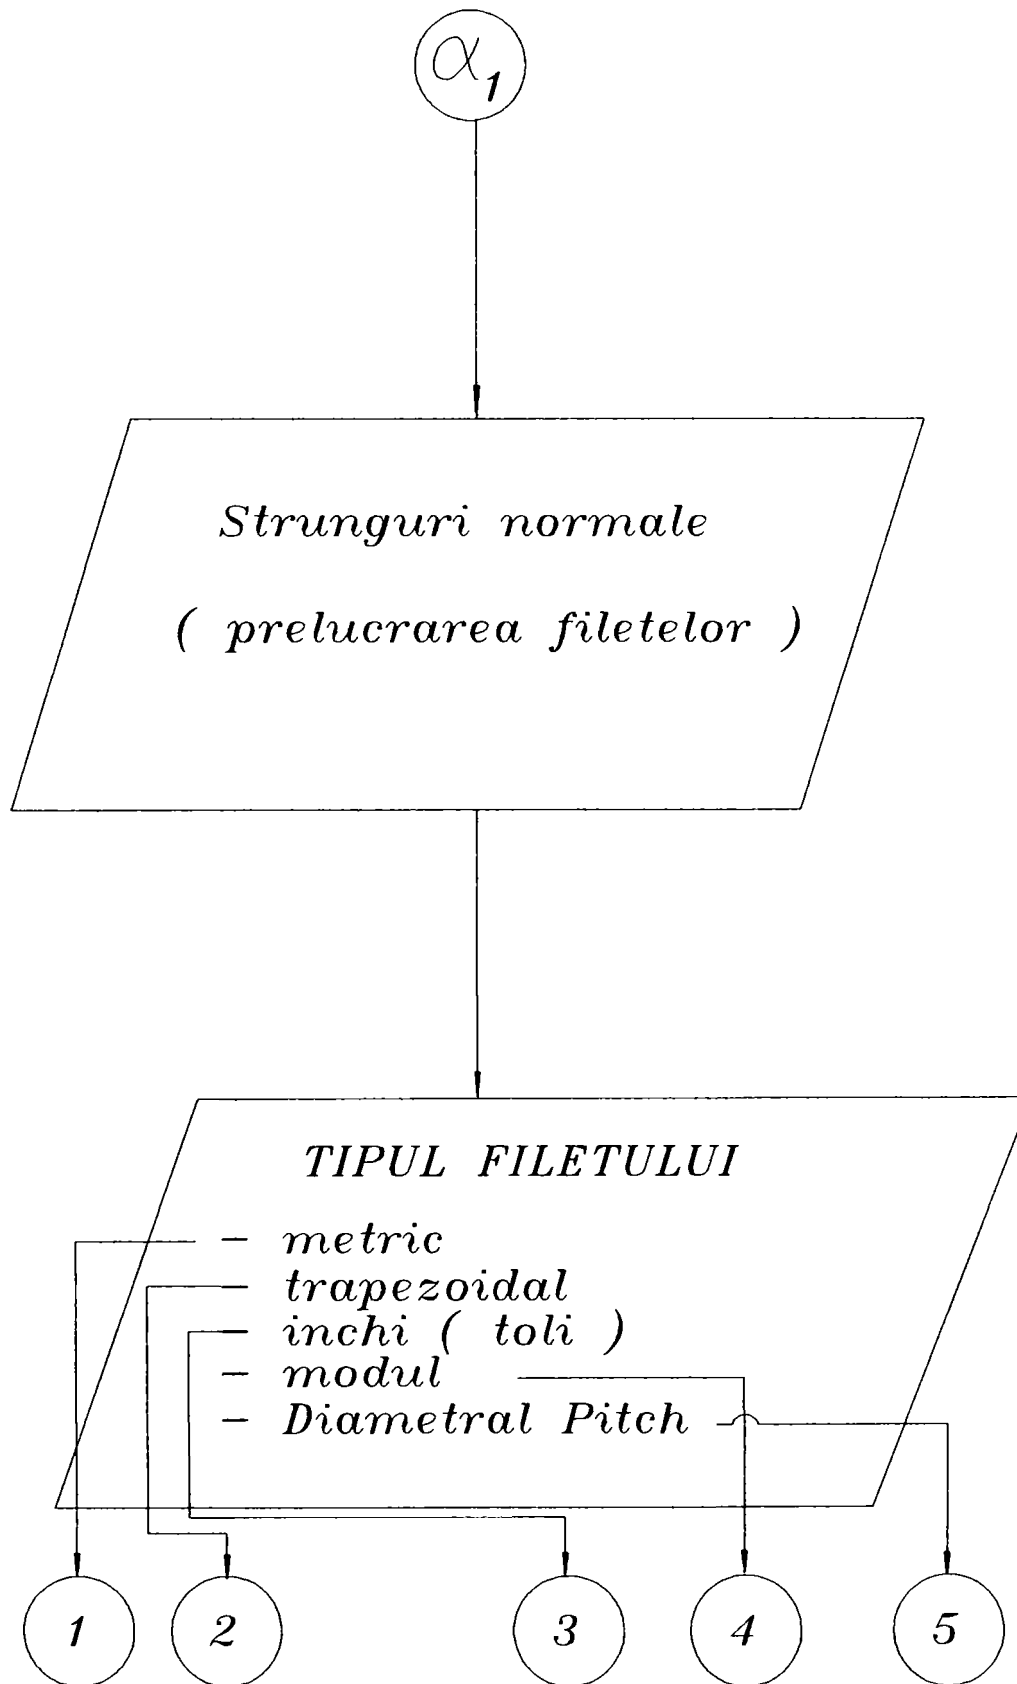 α₁
Strunguri normale
( prelucrarea filetelor )
TIPUL FILETULUI
- metric
- trapezoidal
- inchi ( toli )
- modul
- Diametral Pitch
1 2 3 4 5